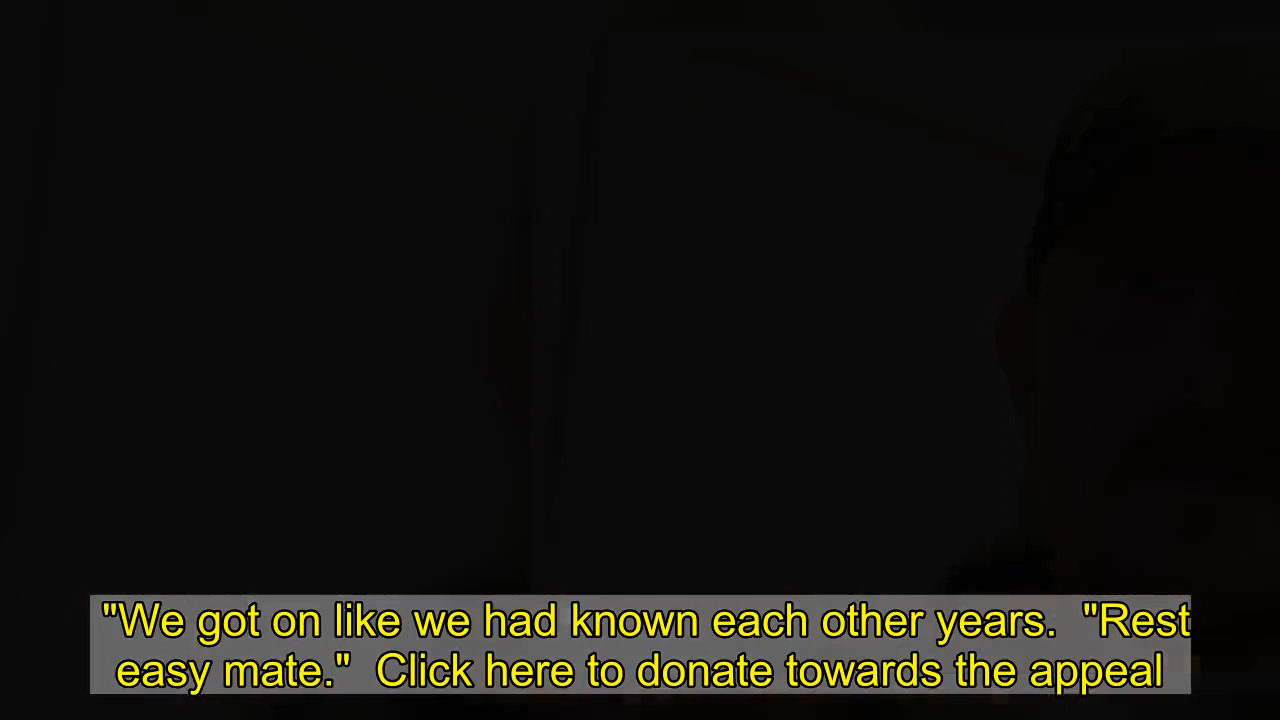 "We got on like we had known each other years.  "Rest
easy mate."  Click here to donate towards the appeal